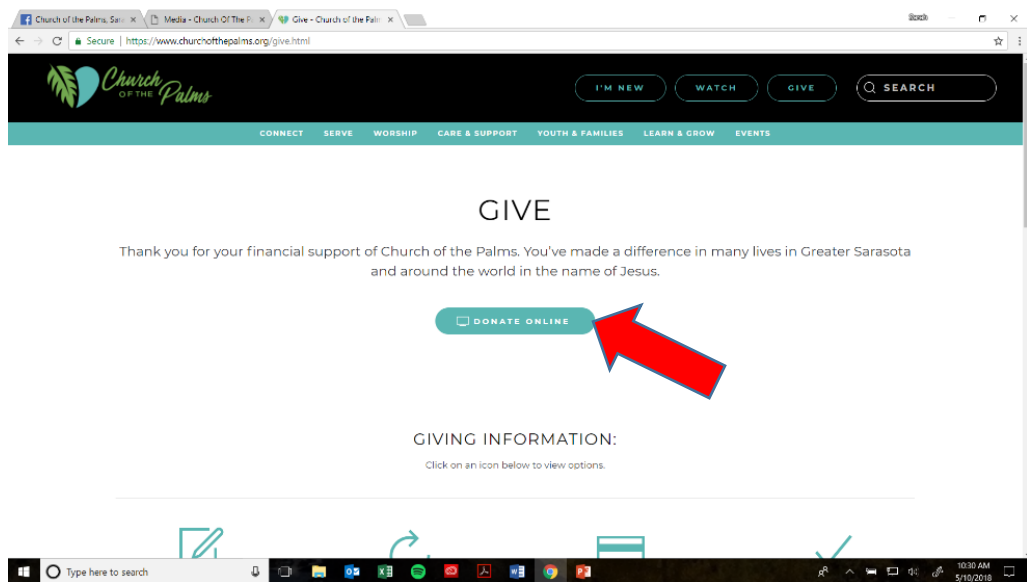 Church of the Palms, Sara
Media - Church Of The P
Give - Church of the Palm
Secure | https://www.churchofthepalms.org/give.html
Church
OF THE Palms
I'M NEW
WATCH
GIVE
SEARCH
CONNECT SERVE WORSHIP CARE & SUPPORT YOUTH & FAMILIES LEARN & GROW EVENTS
GIVE
Thank you for your financial support of Church of the Palms. You've made a difference in many lives in Greater Sarasota
and around the world in the name of Jesus.
DONATE ONLINE
GIVING INFORMATION:
Click on an icon below to view options.
Type here to search
10:30 AM
5/10/2018